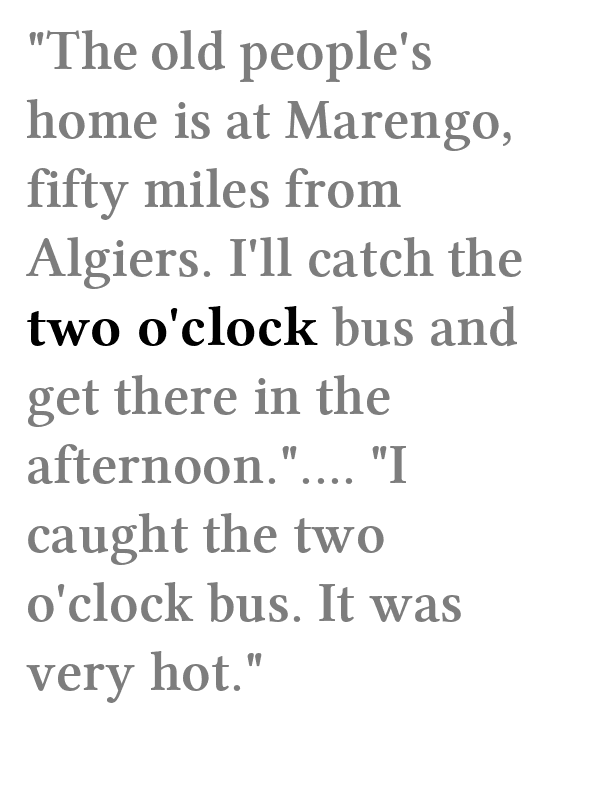 "The old people's
home is at Marengo,
fifty miles from
Algiers. I'll catch the
two o'clock bus and
get there in the
afternoon.".... "I
caught the two
o'clock bus. It was
very hot."